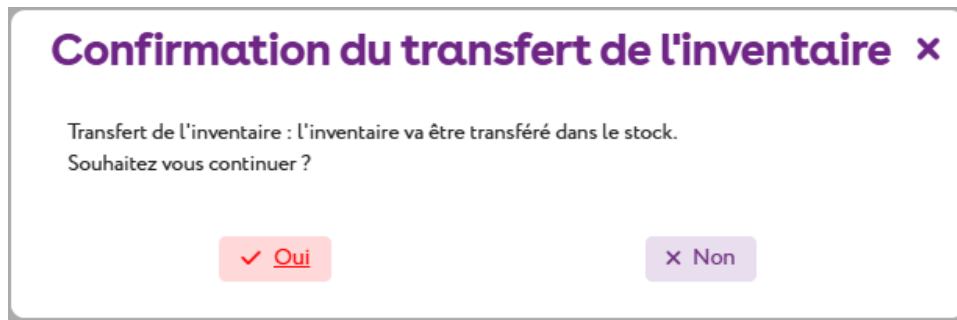 Confirmation du transfert de l'inventaire
Transfert de l'inventaire : l'inventaire va être transféré dans le stock.
Souhaitez vous continuer ?
Oui
Non